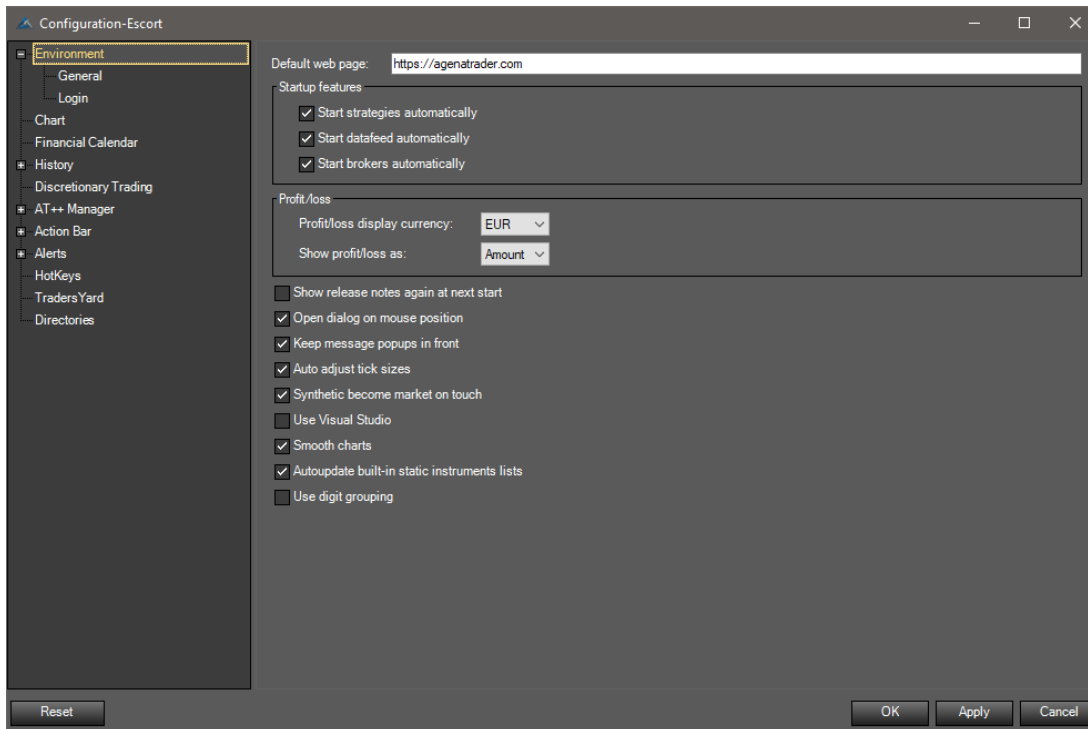 Configuration-Escort
Environment
General
Login
Chart
Financial Calendar
History
Discretionary Trading
AT++ Manager
Action Bar
Alerts
HotKeys
TradersYard
Directories
Default web page: https://agenatrader.com
Startup features
Start strategies automatically
Start datafeed automatically
Start brokers automatically
Profit/loss
Profit/loss display currency: EUR
Show profit/loss as: Amount
Show release notes again at next start
Open dialog on mouse position
Keep message popups in front
Auto adjust tick sizes
Synthetic become market on touch
Use Visual Studio
Smooth charts
Autoupdate built-in static instruments lists
Use digit grouping
Reset OK Apply Cancel